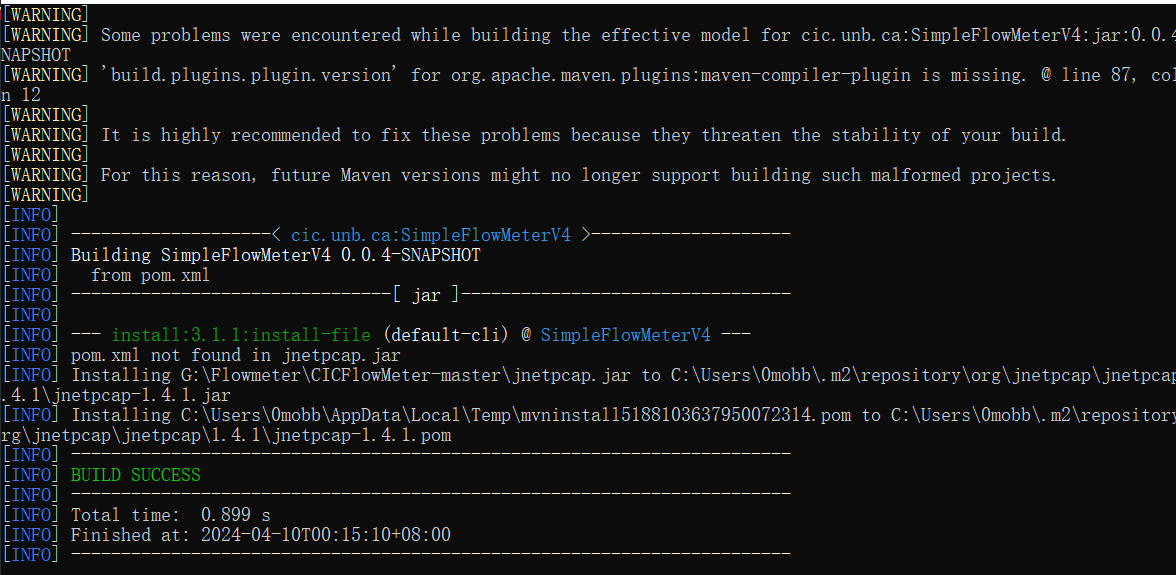 [WARNING]
[WARNING] Some problems were encountered while building the effective model for cic.unb.ca:SimpleFlowMeterV4:jar:0.0.4
NAPSHOT
[WARNING] 'build.plugins.plugin.version' for org.apache.maven.plugins:maven-compiler-plugin is missing. @ line 87, col
n 12
[WARNING]
[WARNING] It is highly recommended to fix these problems because they threaten the stability of your build.
[WARNING]
[WARNING] For this reason, future Maven versions might no longer support building such malformed projects.
[WARNING]
[INFO]
[INFO] --------------------< cic.unb.ca:SimpleFlowMeterV4 >--------------------
[INFO] Building SimpleFlowMeterV4 0.0.4-SNAPSHOT
[INFO]   from pom.xml
[INFO] --------------------------------[ jar ]---------------------------------
[INFO]
[INFO] --- install:3.1.1:install-file (default-cli) @ SimpleFlowMeterV4 ---
[INFO] pom.xml not found in jnetpcap.jar
[INFO] Installing G:\Flowmeter\CICFlowMeter-master\jnetpcap.jar to C:\Users\0mobb\.m2\repository\org\jnetpcap\jnetpcap
.4.1\jnetpcap-1.4.1.jar
[INFO] Installing C:\Users\0mobb\AppData\Local\Temp\mvninstall5188103637950072314.pom to C:\Users\0mobb\.m2\repository
rg\jnetpcap\jnetpcap\1.4.1\jnetpcap-1.4.1.pom
[INFO] ------------------------------------------------------------------------
[INFO] BUILD SUCCESS
[INFO] ------------------------------------------------------------------------
[INFO] Total time:  0.899 s
[INFO] Finished at: 2024-04-10T00:15:10+08:00
[INFO] ------------------------------------------------------------------------